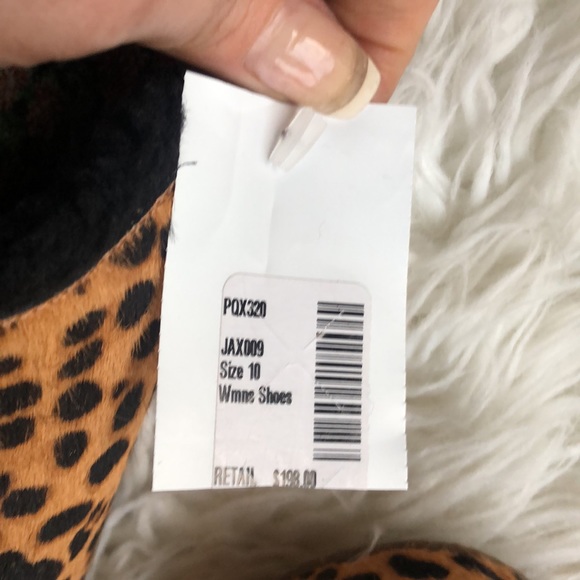 PQX320
JAX009
Size 10
Wmns Shoes
RETAIL $198.00